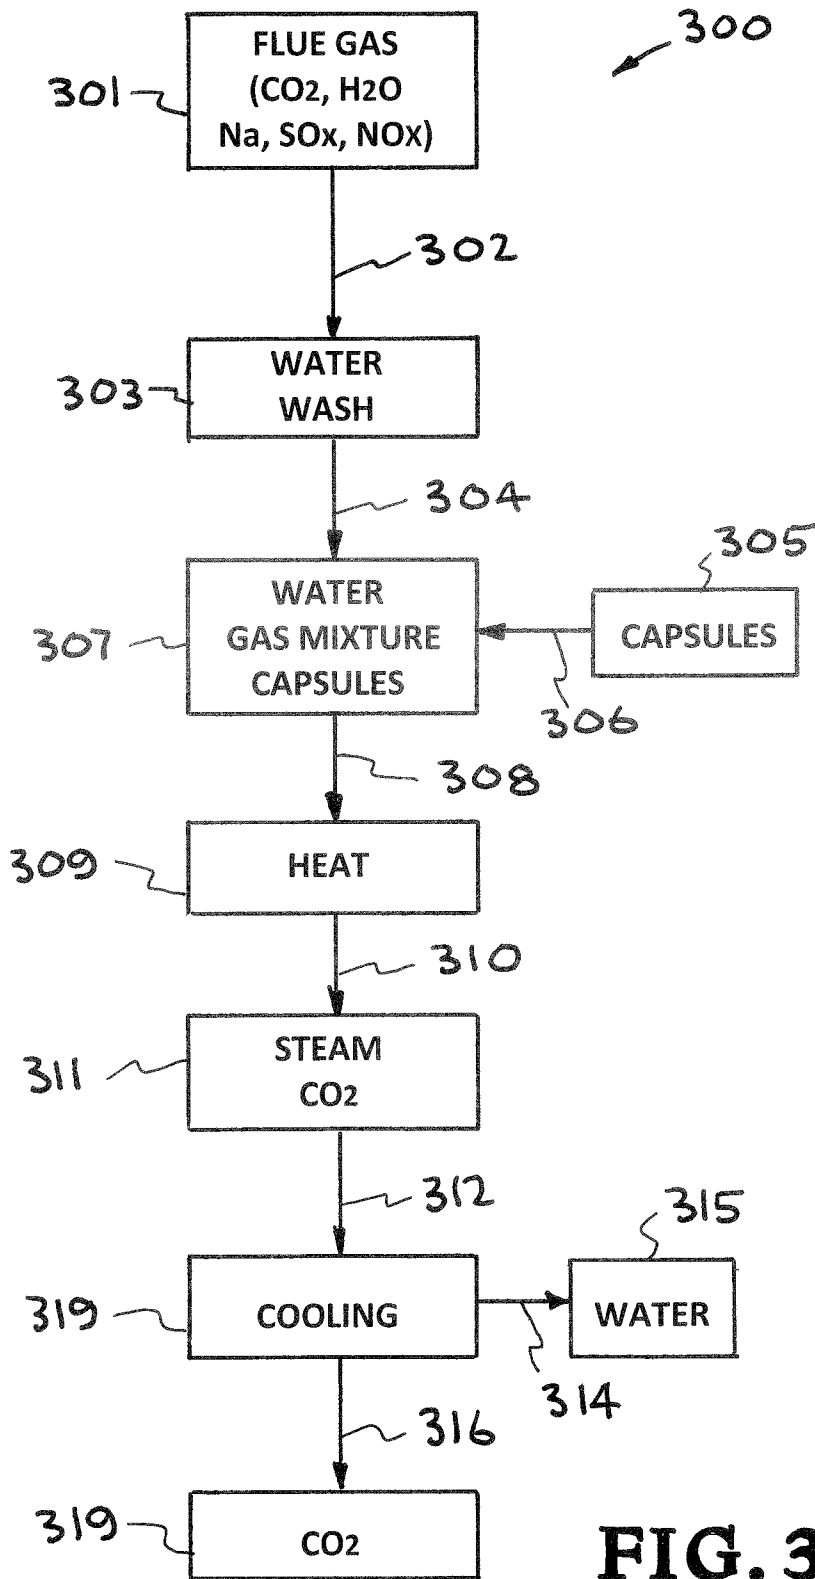 300
FLUE GAS
(CO2, H2O
Na, SOx, NOX)
301
302
WATER
WASH
303
304
305
CAPSULES
306
WATER
GAS MIXTURE
CAPSULES
307
308
HEAT
309
310
STEAM
CO2
311
312
315
COOLING
319
WATER
314
316
CO2
319
FIG. 3